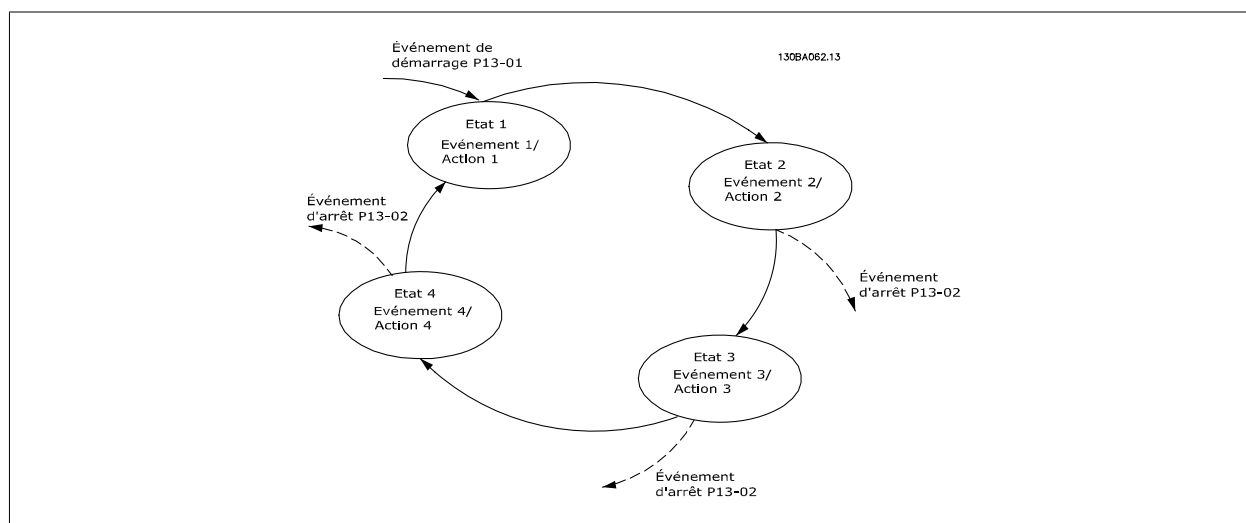 Événement de
démarrage P13-01
130BA062.13
Etat 1
Evénement 1/
Action 1
Etat 2
Evénement 2/
Action 2
Événement
d'arrêt P13-02
Etat 4
Evénement 4/
Action 4
Événement
d'arrêt P13-02
Etat 3
Evénement 3/
Action 3
Événement
d'arrêt P13-02